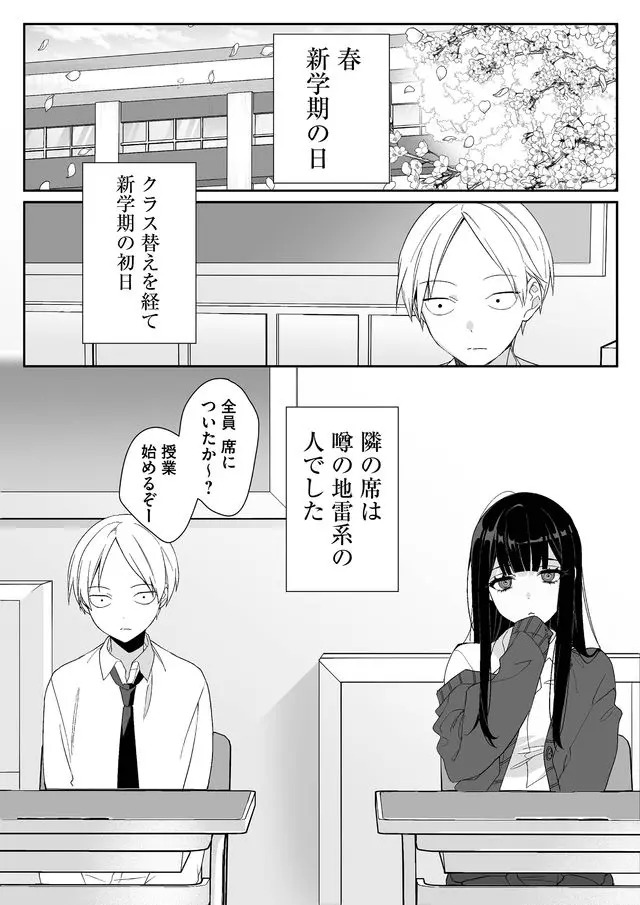 春
新学期の日
クラス替えを経て
新学期の初日
隣の席は
噂の地雷系の
人でした
全員 席に
ついたか～？
授業
始めるぞー